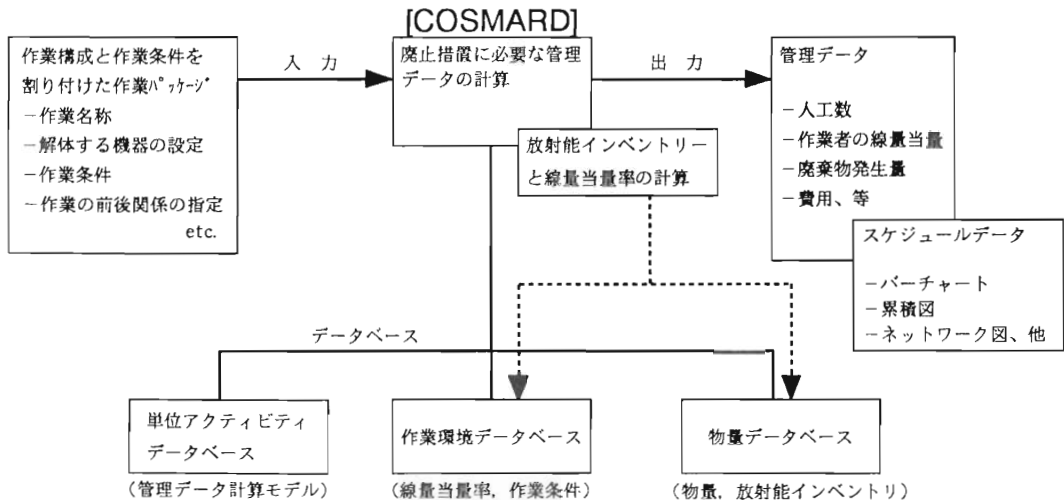 [COSMARD]
作業構成と作業条件を
割り付けた作業ﾊﾟｯｹｰｼﾞ
－作業名称
－解体する機器の設定
－作業条件
－作業の前後関係の指定
etc.
入 力
廃止措置に必要な管理
データの計算
放射能インベントリー
と線量当量率の計算
出 力
管理データ
－人工数
－作業者の線量当量
－廃棄物発生量
－費用、等
スケジュールデータ
－バーチャート
－累積図
－ネットワーク図、他
データベース
単位アクティビティ
データベース
(管理データ計算モデル)
作業環境データベース
(線量当量率, 作業条件)
物量データベース
(物量, 放射能インベントリ)